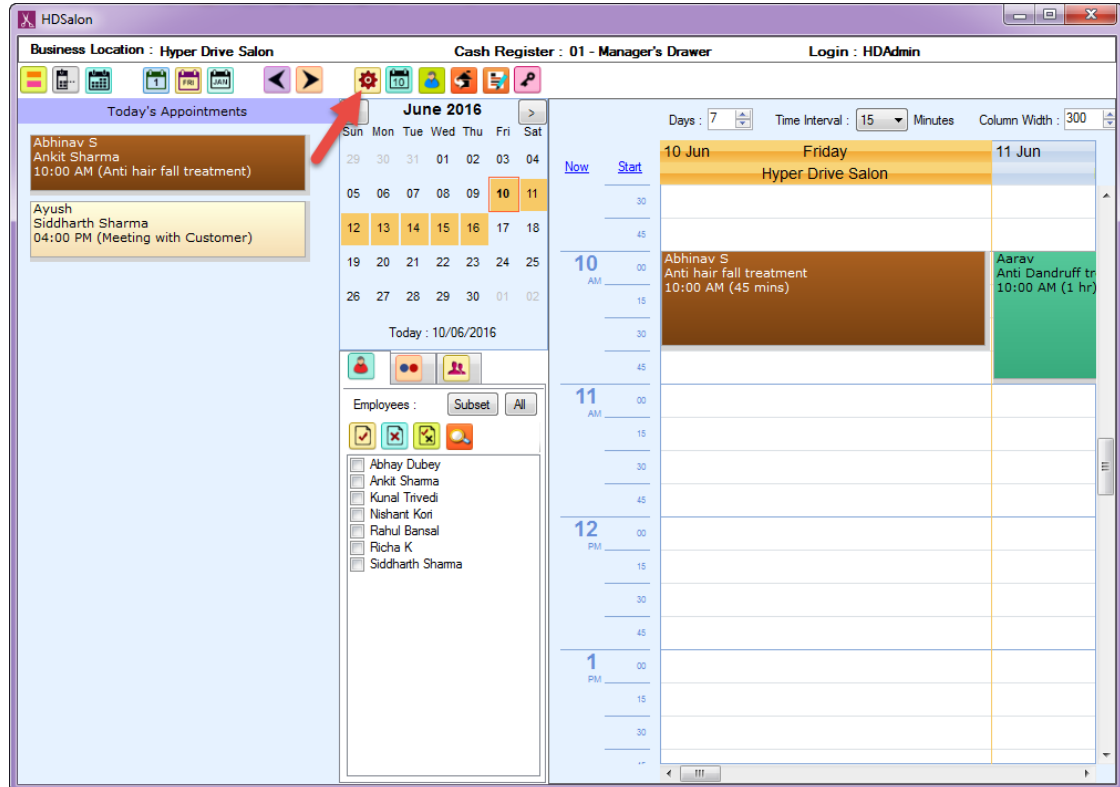 HDSalon
Business Location : Hyper Drive Salon Cash Register : 01 - Manager's Drawer Login : HDAdmin
1 FRI JAN 10
Today's Appointments
Abhinav S
Ankit Sharma
10:00 AM (Anti hair fall treatment)
Ayush
Siddharth Sharma
04:00 PM (Meeting with Customer)
June 2016 >
Sun Mon Tue Wed Thu Fri Sat
29 30 31 01 02 03 04
05 06 07 08 09 10 11
12 13 14 15 16 17 18
19 20 21 22 23 24 25
26 27 28 29 30 01 02
Today : 10/06/2016
Employees : Subset All
Abhay Dubey
Ankit Sharma
Kunal Trivedi
Nishant Kori
Rahul Bansal
Richa K
Siddharth Sharma
Days : 7 Time Interval : 15 Minutes Column Width : 300
Now Start
10 Jun Friday 11 Jun
Hyper Drive Salon
30
45
10 AM 00
15
30
45
11 AM 00
15
30
45
12 PM 00
15
30
45
1 PM 00
15
30
Abhinav S
Anti hair fall treatment
10:00 AM (45 mins)
Aarav
Anti Dandruff tr
10:00 AM (1 hr)